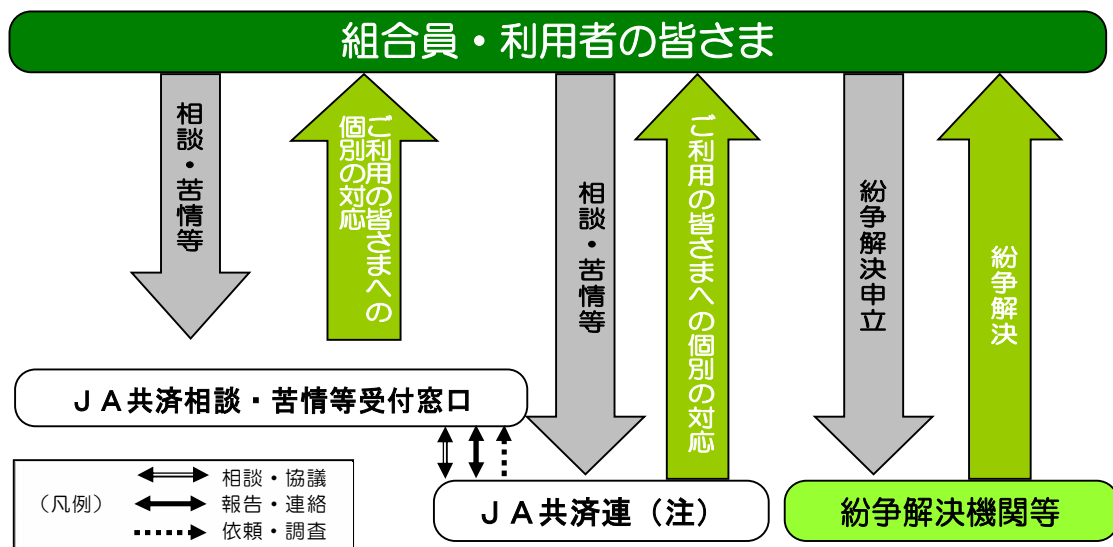 組合員・利用者の皆さま
相談・苦情等
ご利用の皆さまへの
個別の対応
相談・苦情等
ご利用の皆さまへの個別の対応
紛争解決申立
紛争解決
ＪＡ共済相談・苦情等受付窓口
（凡例）
相談・協議
報告・連絡
依頼・調査
ＪＡ共済連（注）
紛争解決機関等